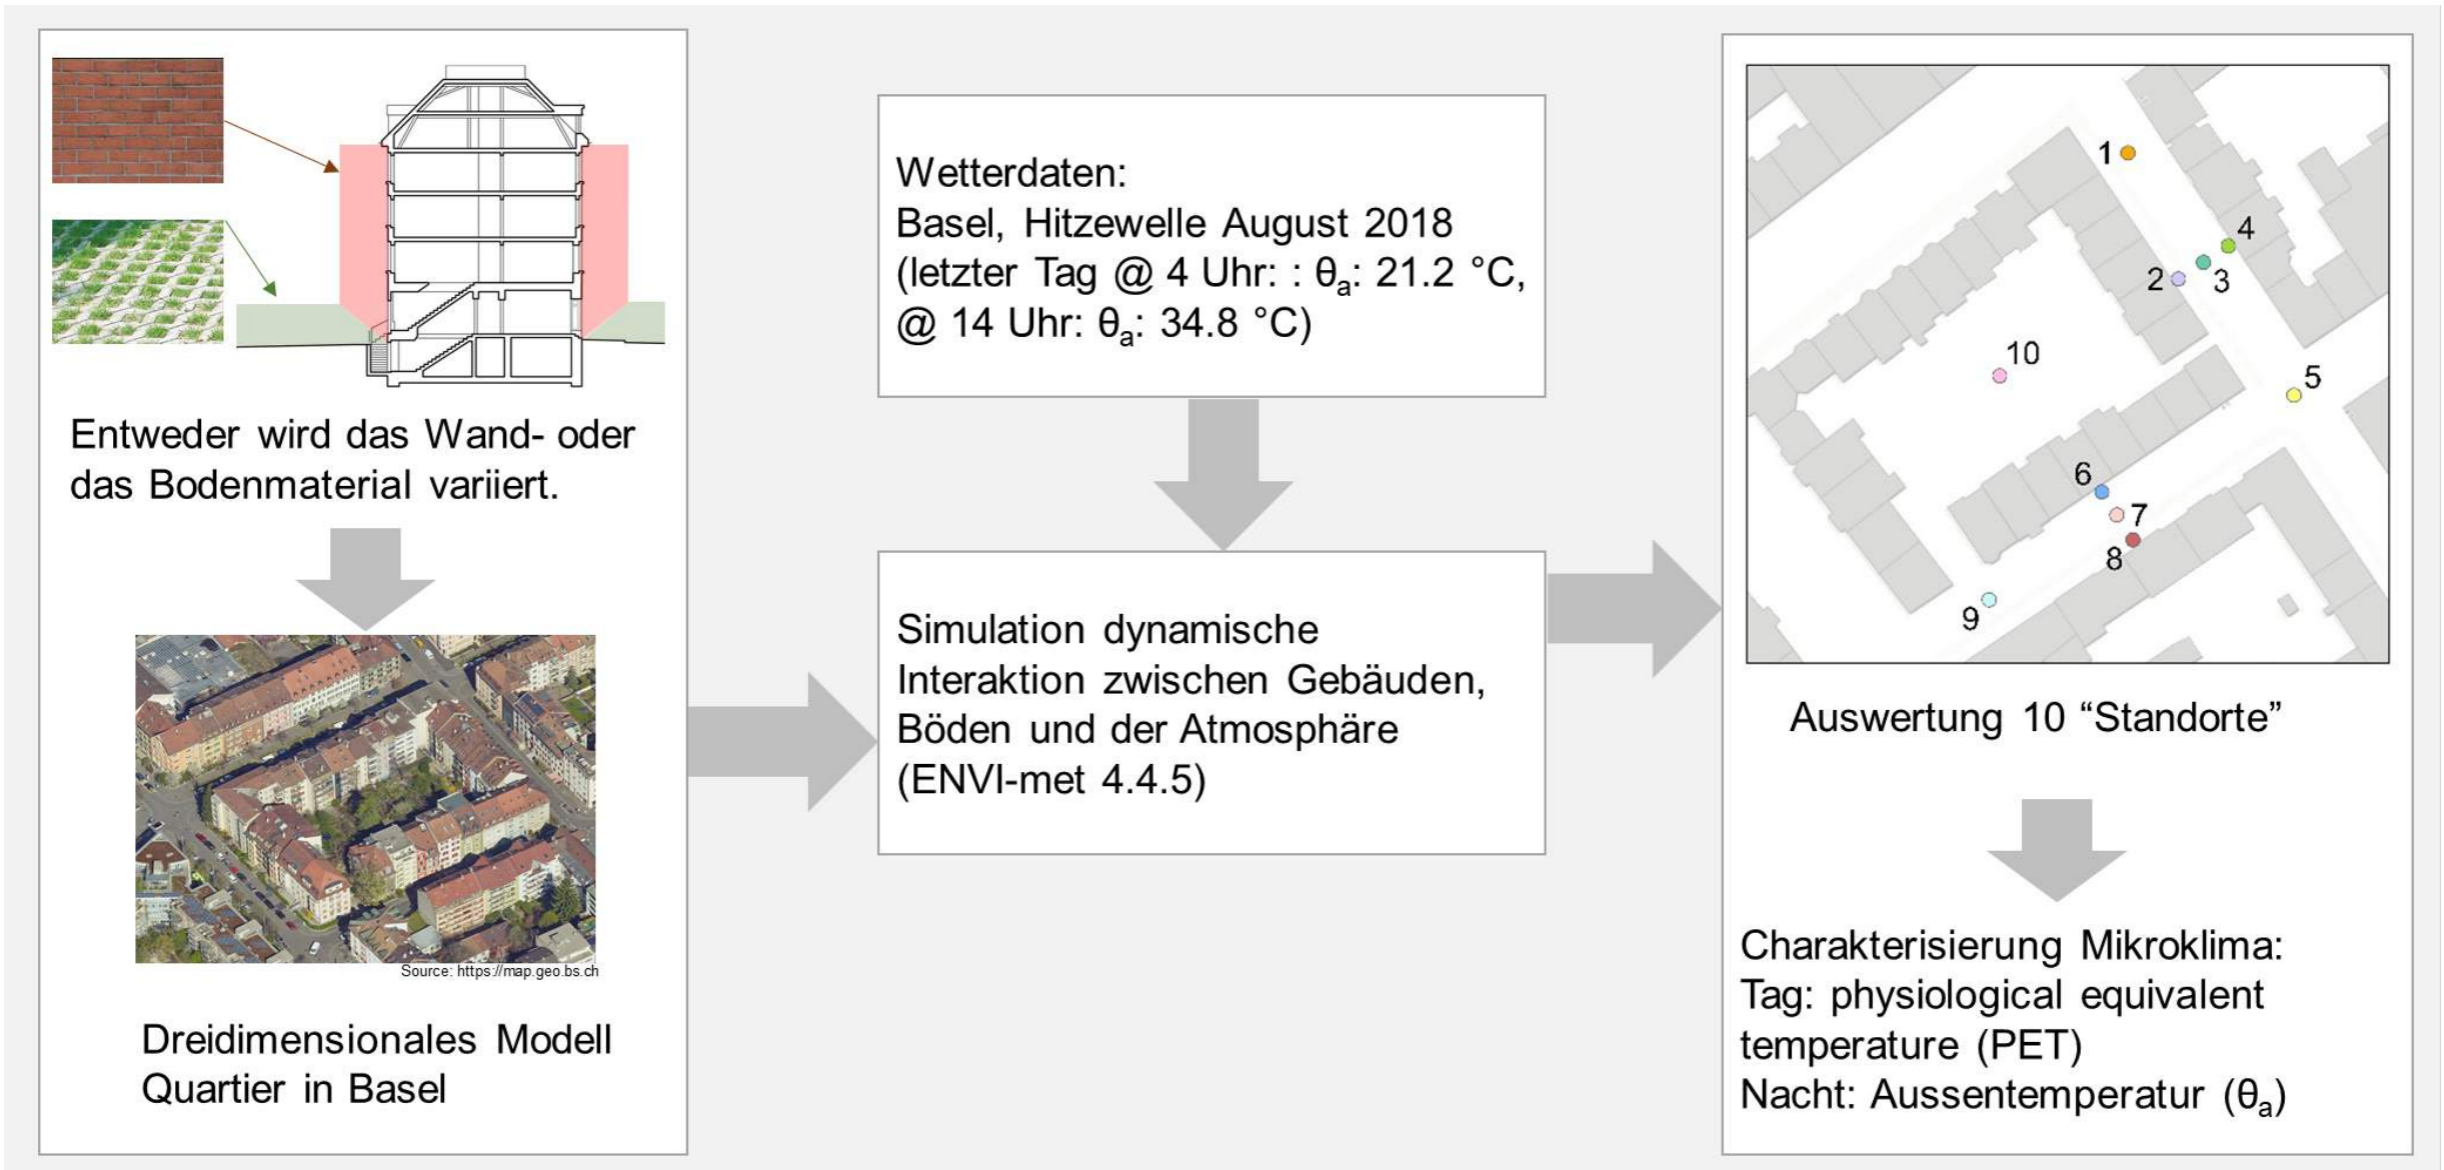 Entweder wird das Wand- oder
das Bodenmaterial variiert.
Source: https://map.geo.bs.ch
Dreidimensionales Modell
Quartier in Basel
Wetterdaten:
Basel, Hitzewelle August 2018
(letzter Tag @ 4 Uhr: : θa: 21.2 °C,
@ 14 Uhr: θa: 34.8 °C)
Simulation dynamische
Interaktion zwischen Gebäuden,
Böden und der Atmosphäre
(ENVI-met 4.4.5)
1
4
2
3
10
5
6
7
8
9
Auswertung 10 “Standorte”
Charakterisierung Mikroklima:
Tag: physiological equivalent
temperature (PET)
Nacht: Aussentemperatur (θa)